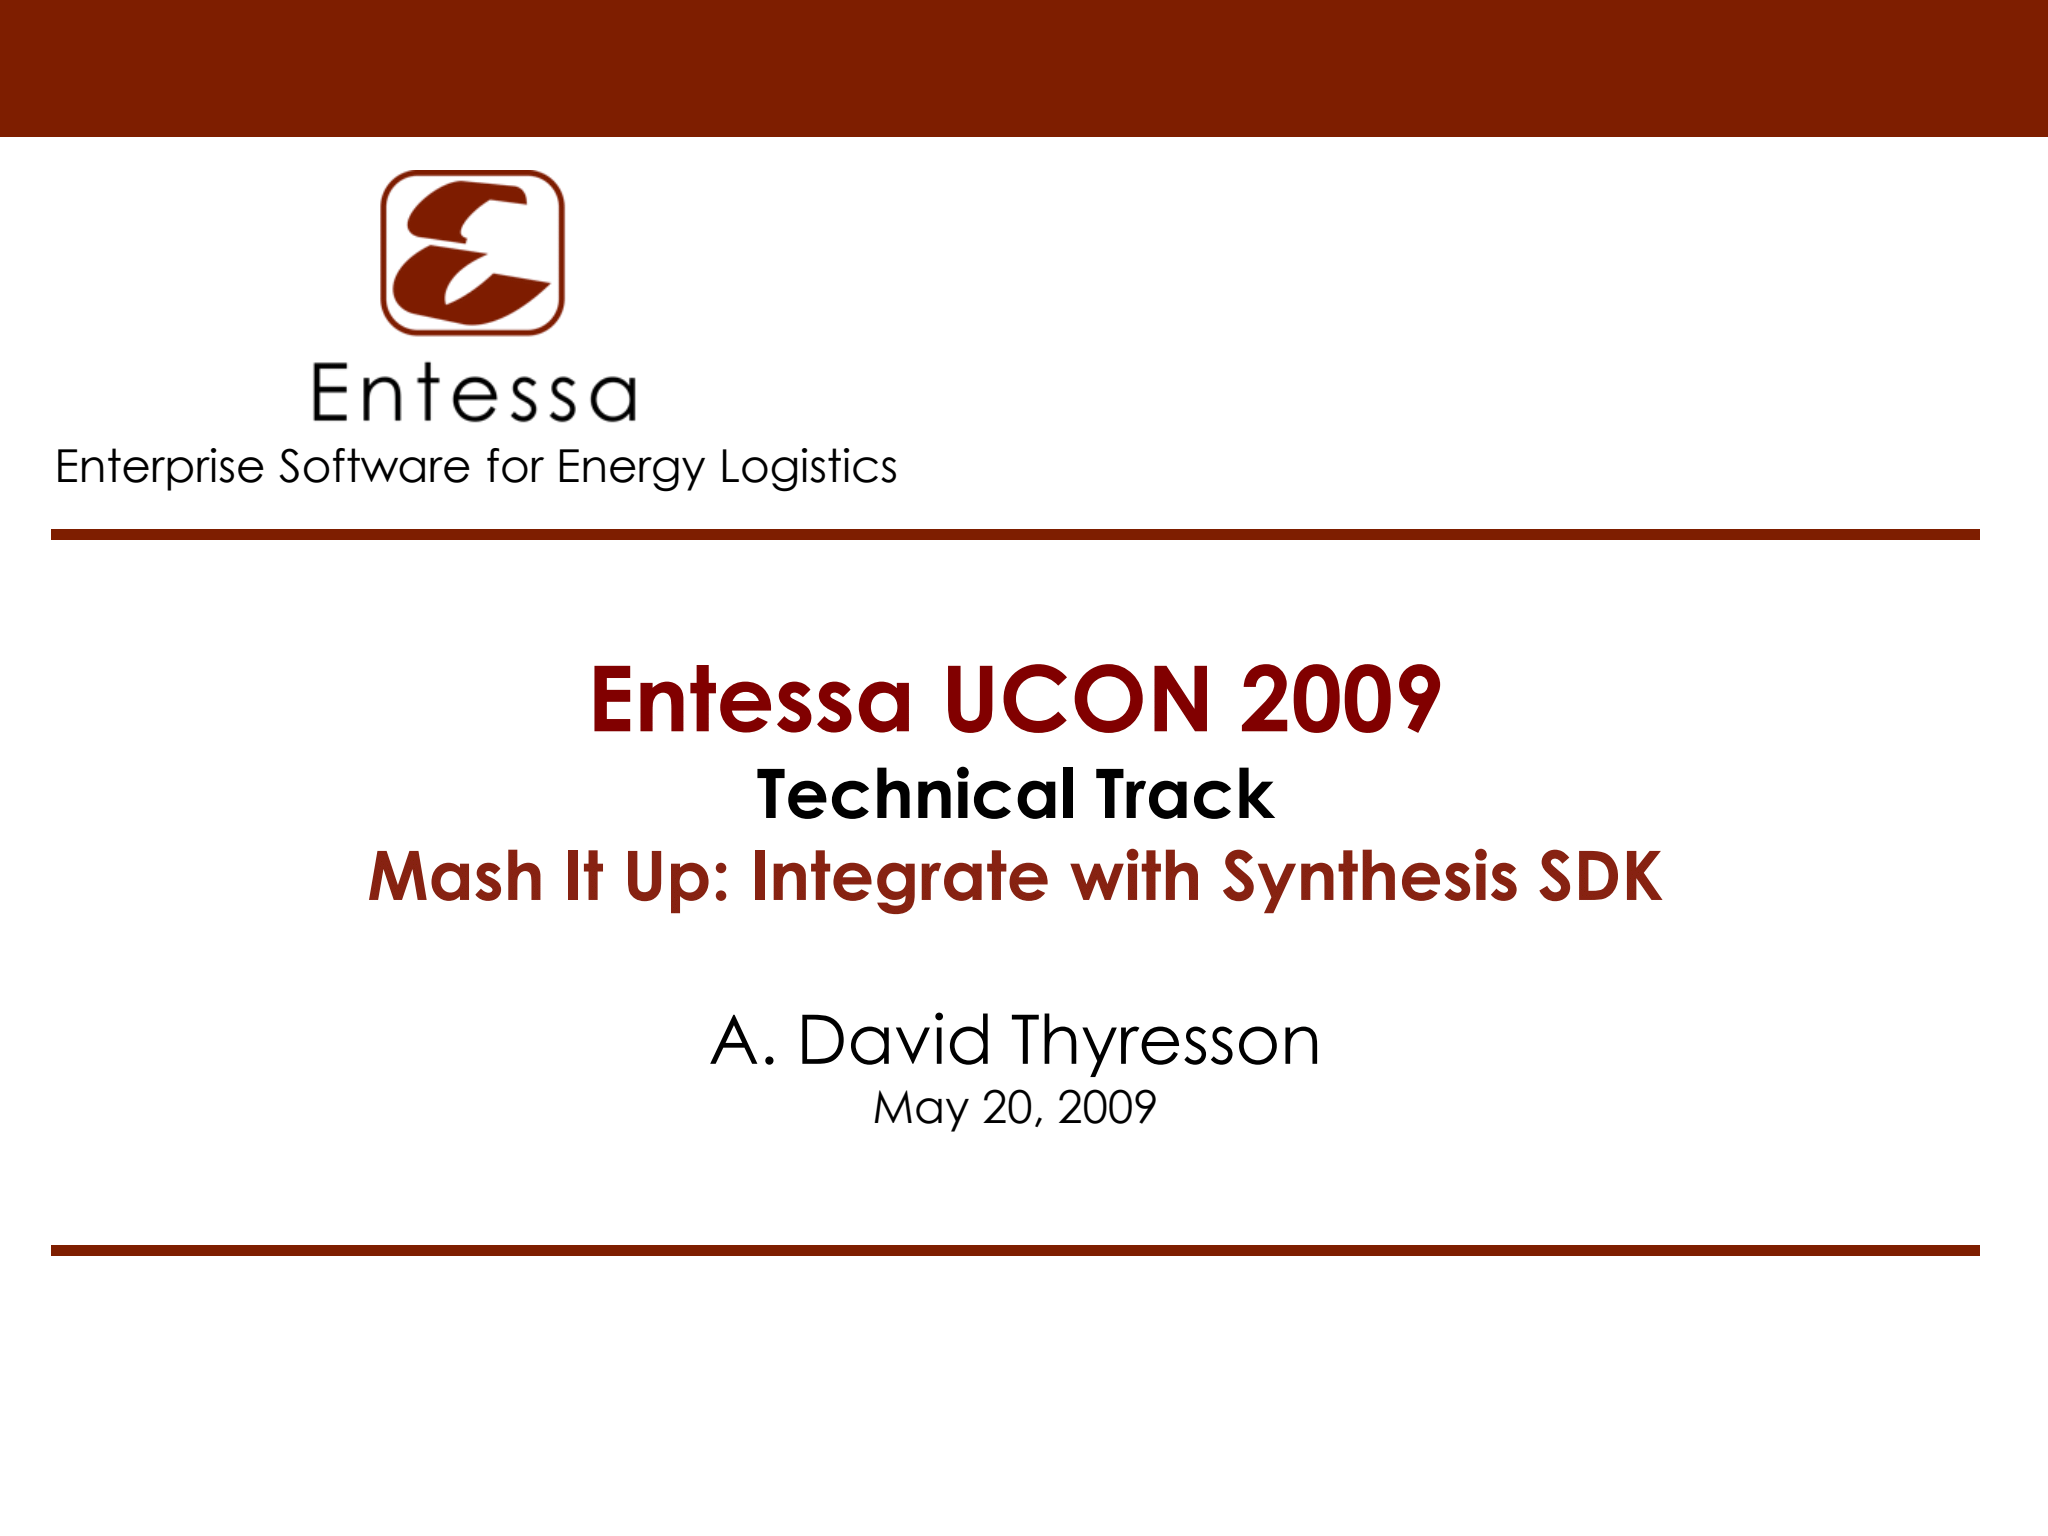 Entessa
Enterprise Software for Energy Logistics
Entessa UCON 2009
Technical Track
Mash It Up: Integrate with Synthesis SDK
A. David Thyresson
May 20, 2009